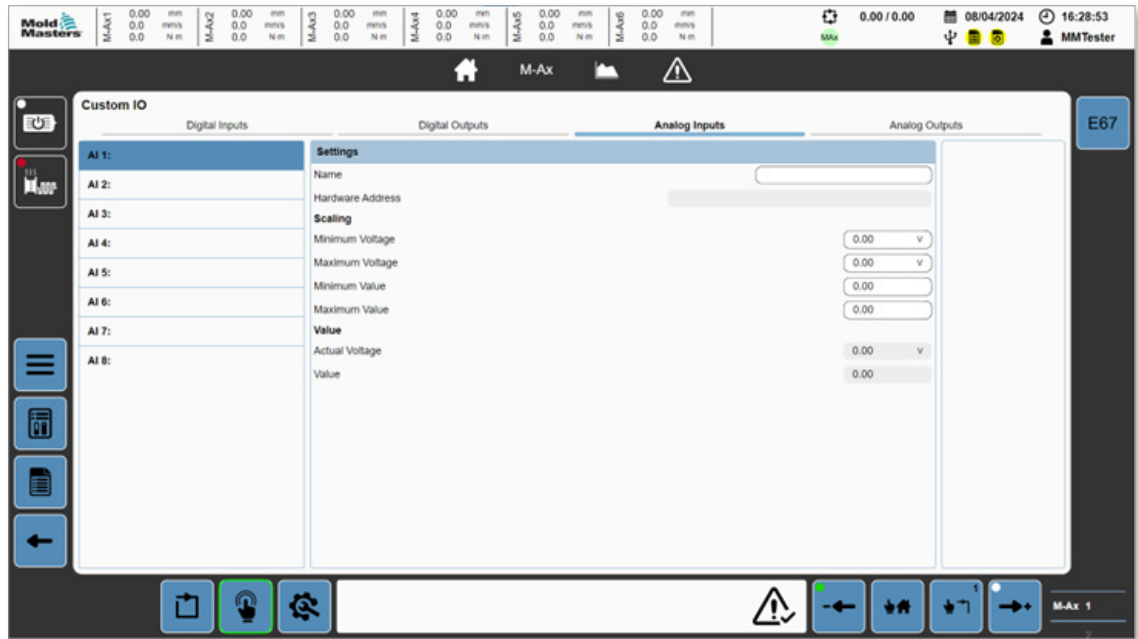 Mold Masters
M-Ax1 0.00 mm 0.0 mm/s 0.0 N·m
M-Ax2 0.00 mm 0.0 mm/s 0.0 N·m
M-Ax3 0.00 mm 0.0 mm/s 0.0 N·m
M-Ax4 0.00 mm 0.0 mm/s 0.0 N·m
M-Ax5 0.00 mm 0.0 mm/s 0.0 N·m
M-Ax6 0.00 mm 0.0 mm/s 0.0 N·m
0.00 / 0.00
MAx
08/04/2024 16:28:53
MMTester
M-Ax
Custom IO
Digital Inputs Digital Outputs Analog Inputs Analog Outputs
E67
AI 1:
AI 2:
AI 3:
AI 4:
AI 5:
AI 6:
AI 7:
AI 8:
Settings
Name
Hardware Address
Scaling
Minimum Voltage 0.00 V
Maximum Voltage 0.00 V
Minimum Value 0.00
Maximum Value 0.00
Value
Actual Voltage 0.00 V
Value 0.00
1
M-Ax 1
2